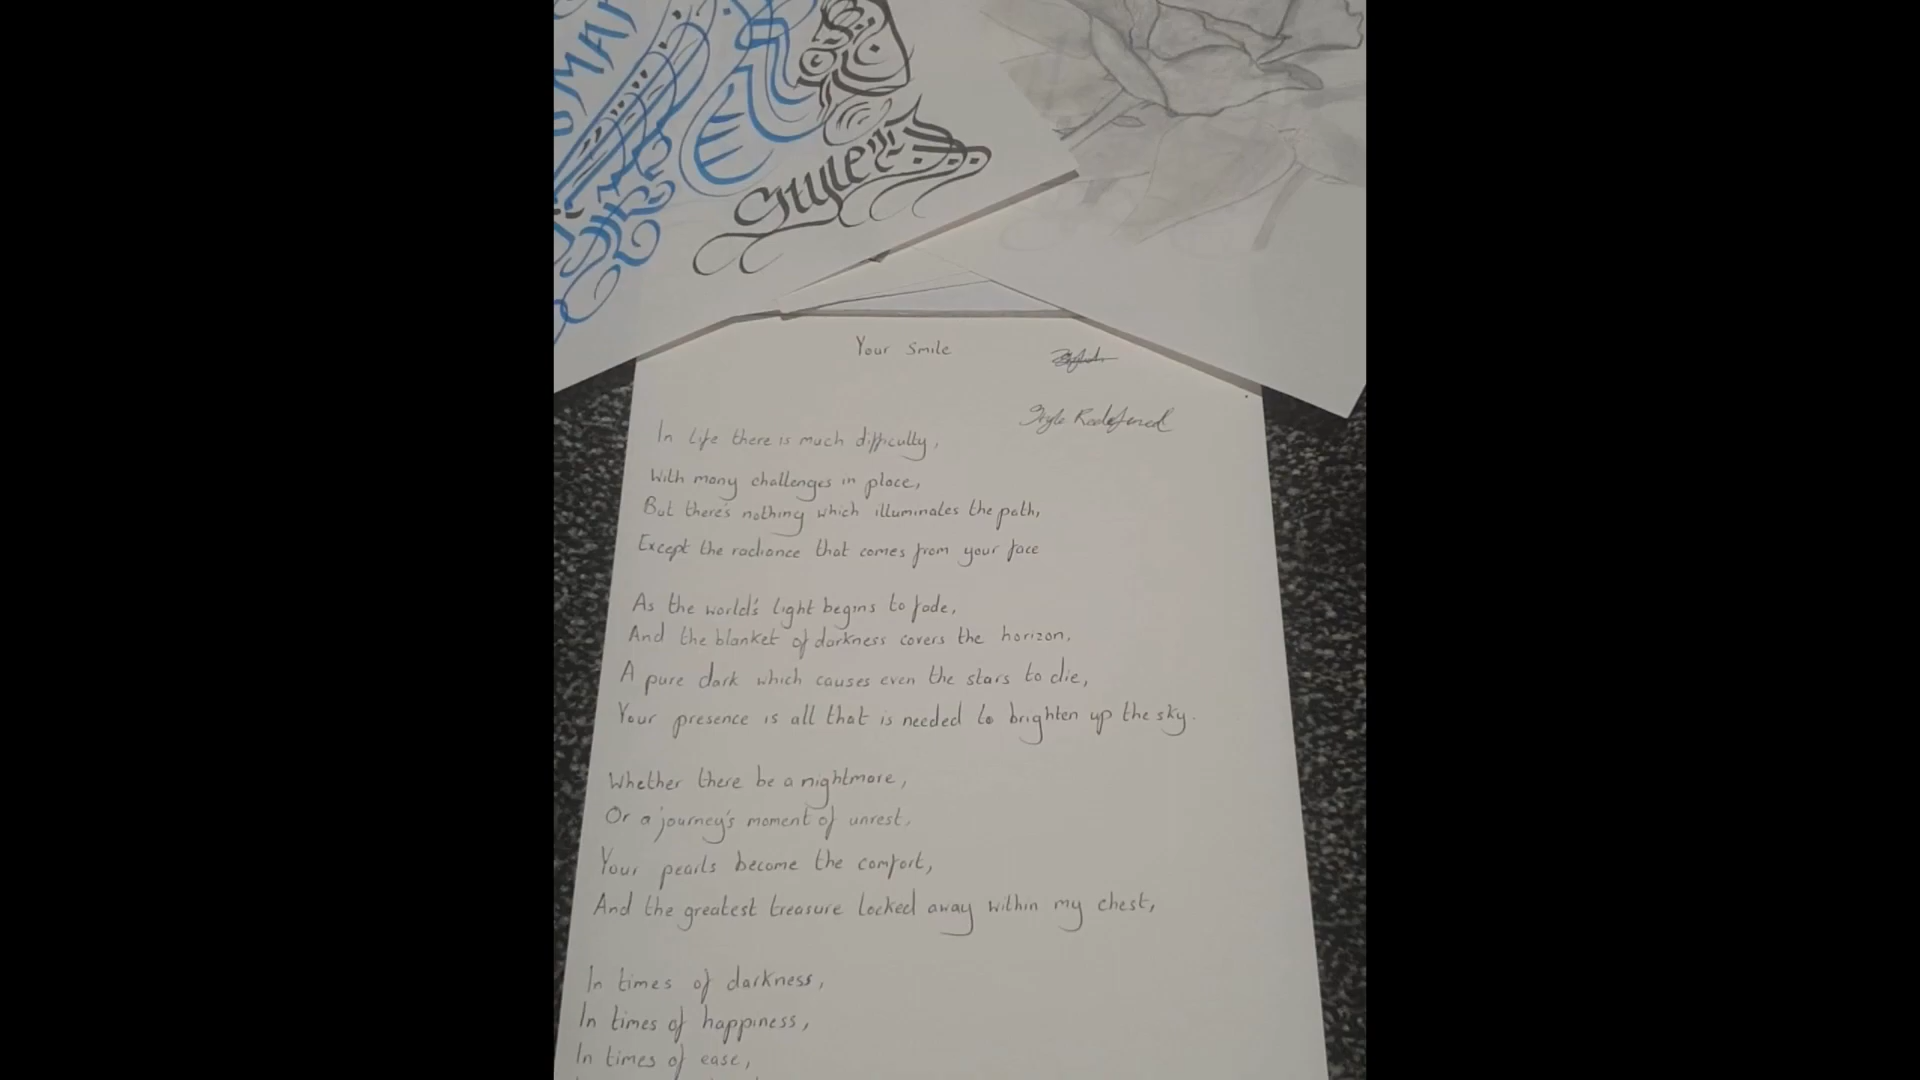 Style
Your Smile
Style Redefined
In life there is much difficulty,
With many challenges in place,
But there's nothing which illuminates the path,
Except the radiance that comes from your face
As the world's light begins to fade,
And the blanket of darkness covers the horizon,
A pure dark which causes even the stars to die,
Your presence is all that is needed to brighten up the sky.
Whether there be a nightmare,
Or a journey's moment of unrest,
Your pearls become the comfort,
And the greatest treasure locked away within my chest,
In times of darkness,
In times of happiness,
In times of ease,